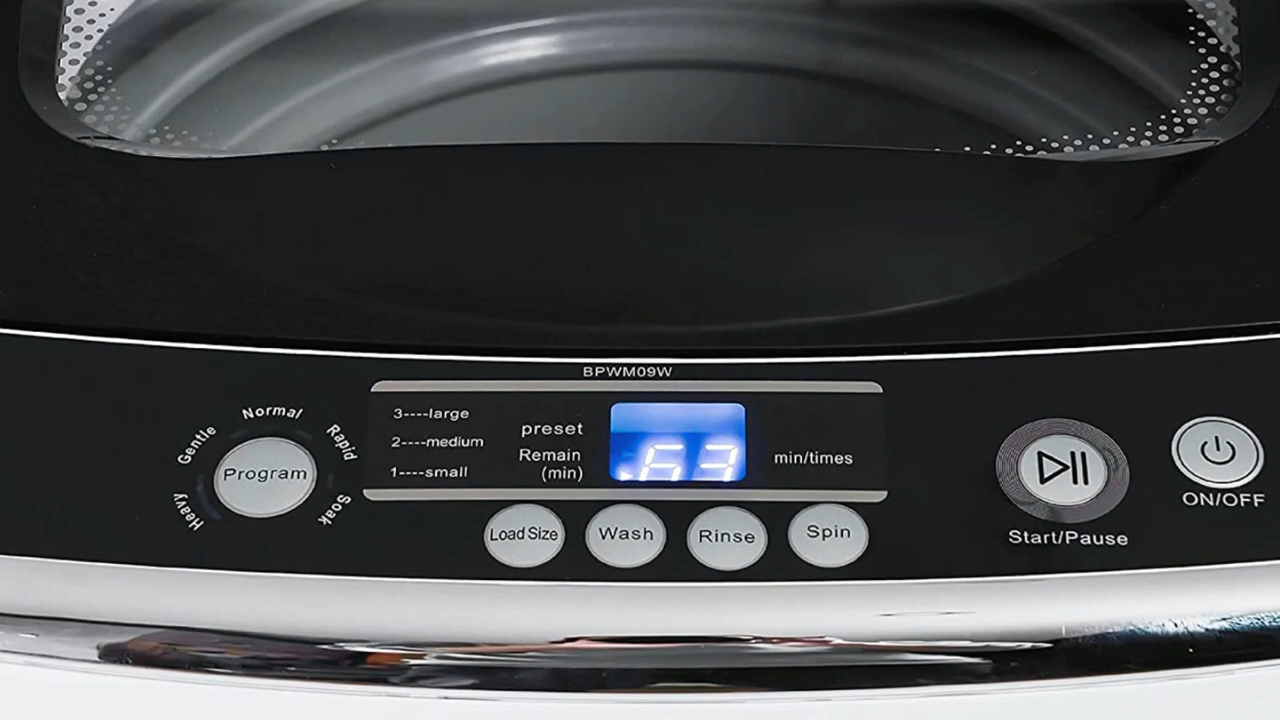 BPWM09W
Normal
Gentle
Rapid
Heavy
Soak
Program
3----large
2----medium
1----small
preset
Remain
(min)
63
min/times
Load Size
Wash
Rinse
Spin
Start/Pause
ON/OFF